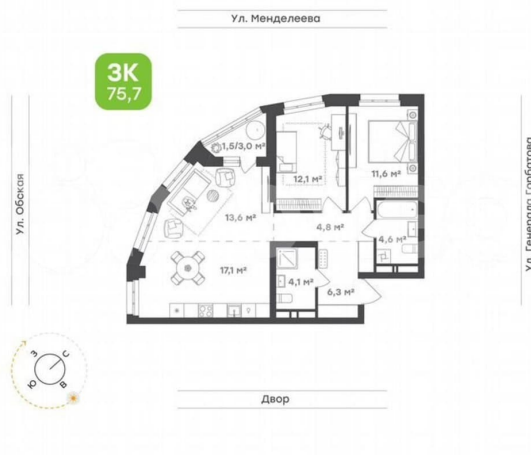 Ул. Менделеева
3К
75,7
1,5/3,0 м²
12,1 м²
11,6 м²
13,6 м²
4,8 м²
4,6 м²
17,1 м²
4,1 м²
6,3 м²
Ул. Обская
Ул. Генерала Горбатова
З
С
Ю
В
Двор